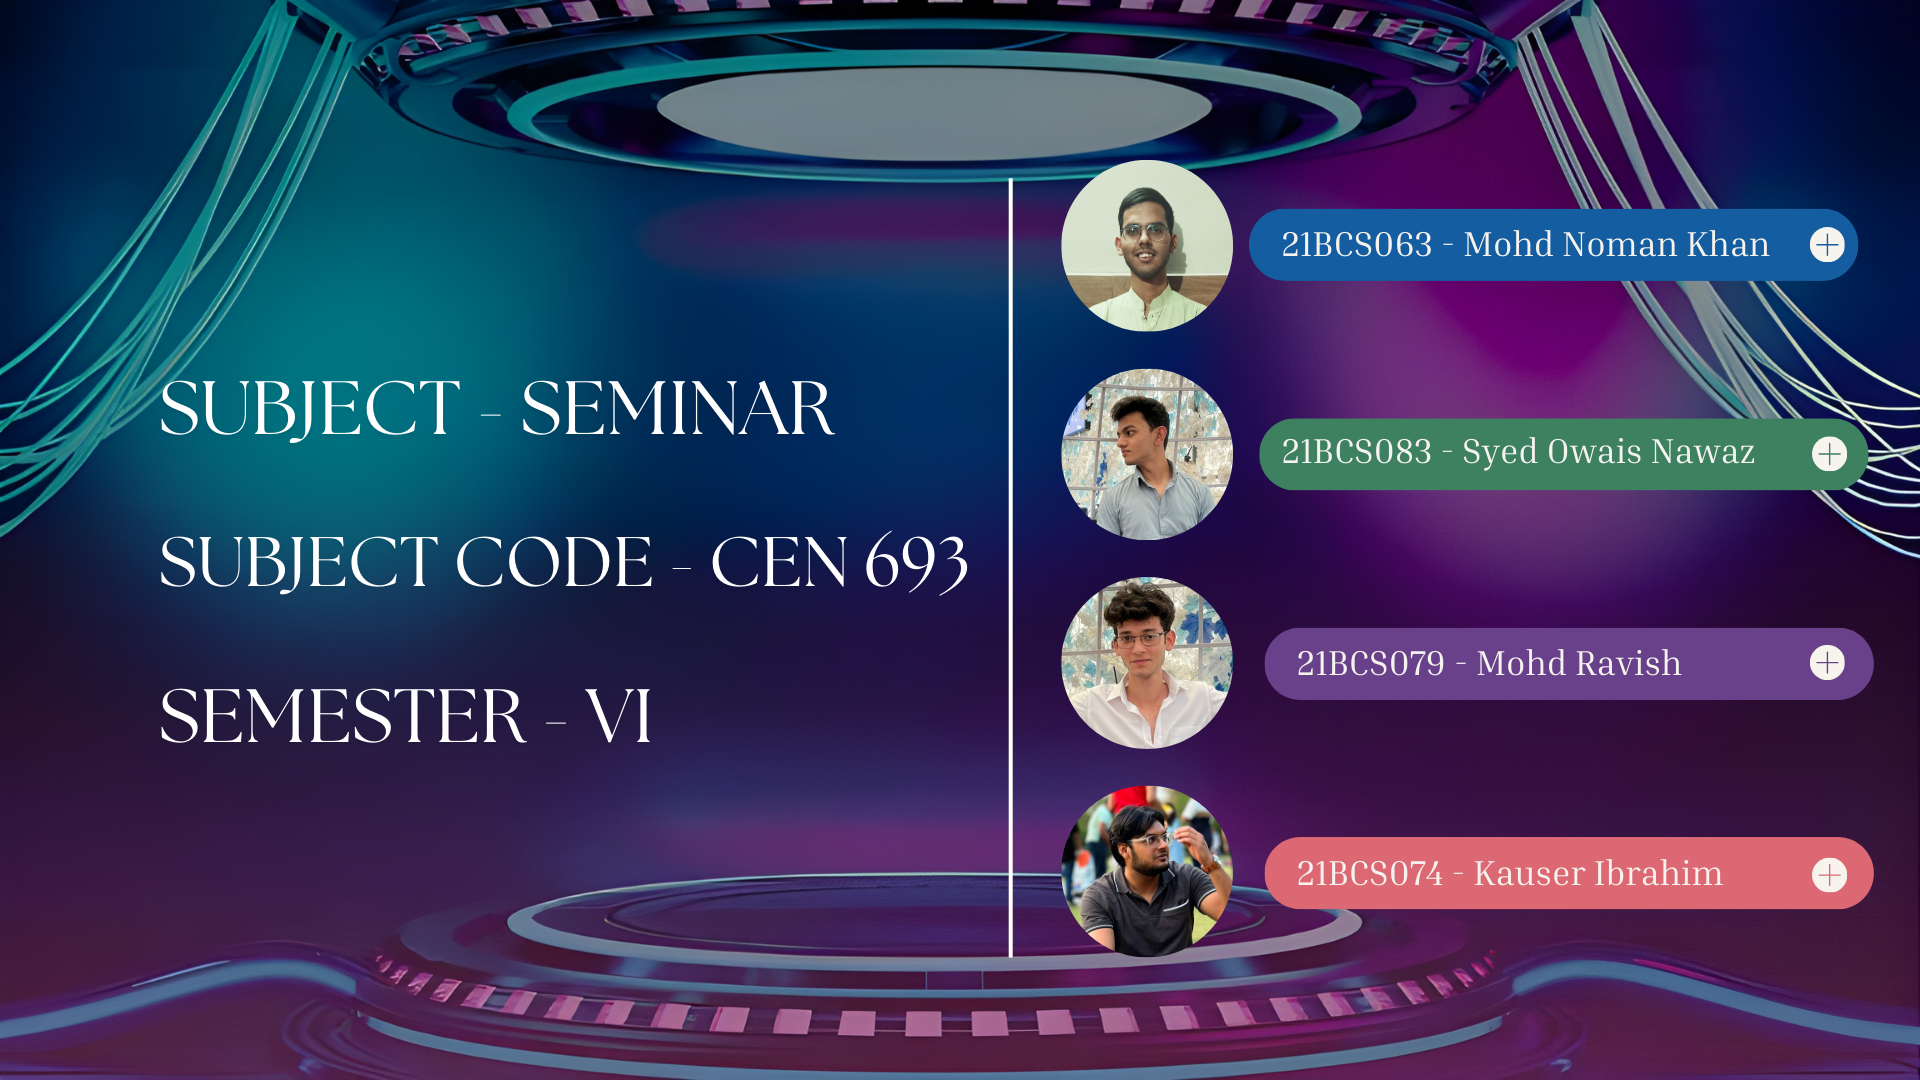 SUBJECT - SEMINAR
SUBJECT CODE - CEN 693
SEMESTER - VI
21BCS063 - Mohd Noman Khan
21BCS083 - Syed Owais Nawaz
21BCS079 - Mohd Ravish
21BCS074 - Kauser Ibrahim